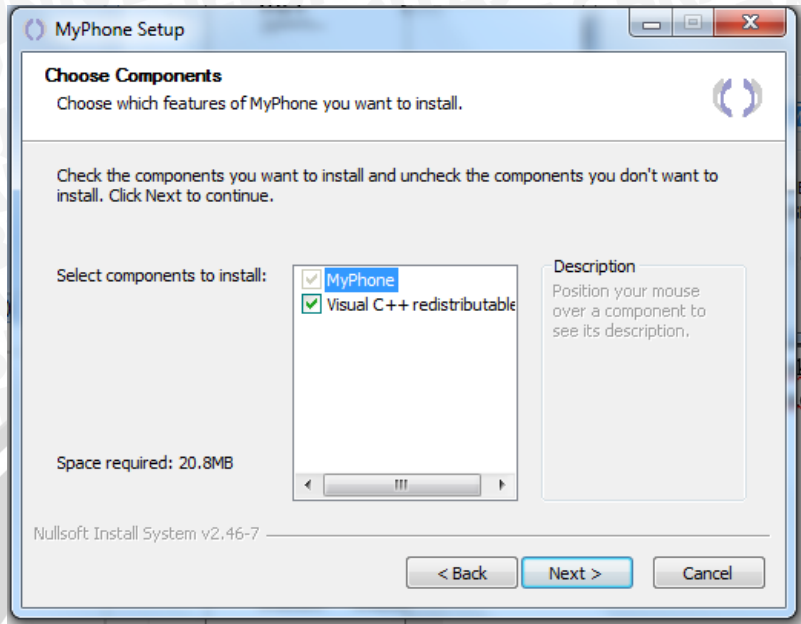 MyPhone Setup
Choose Components
Choose which features of MyPhone you want to install.
Check the components you want to install and uncheck the components you don't want to
install. Click Next to continue.
Select components to install:
MyPhone
Visual C++ redistributable
Description
Position your mouse
over a component to
see its description.
Space required: 20.8MB
Nullsoft Install System v2.46-7
< Back
Next >
Cancel